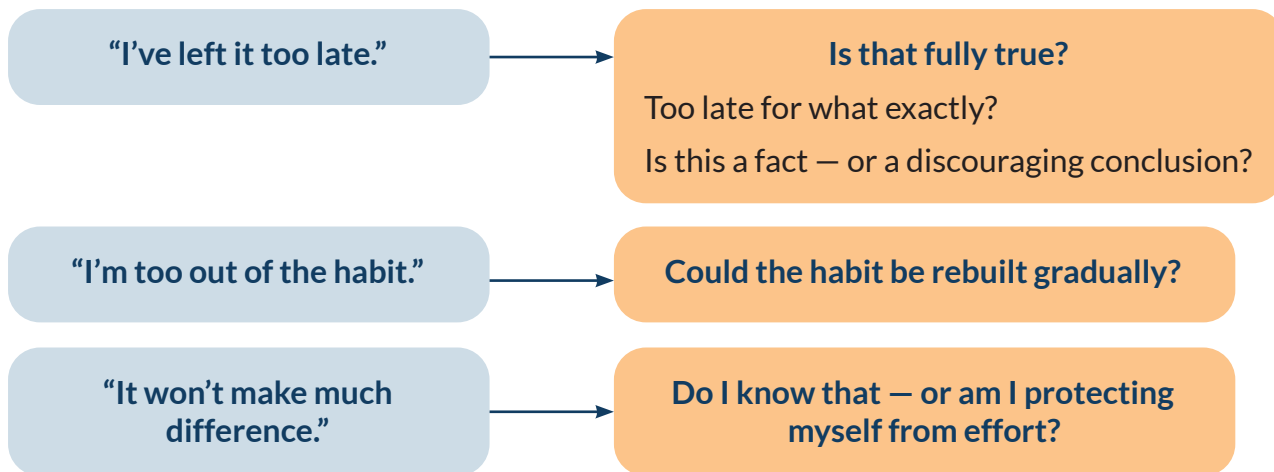 “I’ve left it too late.”
Is that fully true?
Too late for what exactly?
Is this a fact — or a discouraging conclusion?
“I’m too out of the habit.”
Could the habit be rebuilt gradually?
“It won’t make much
difference.”
Do I know that — or am I protecting
myself from effort?